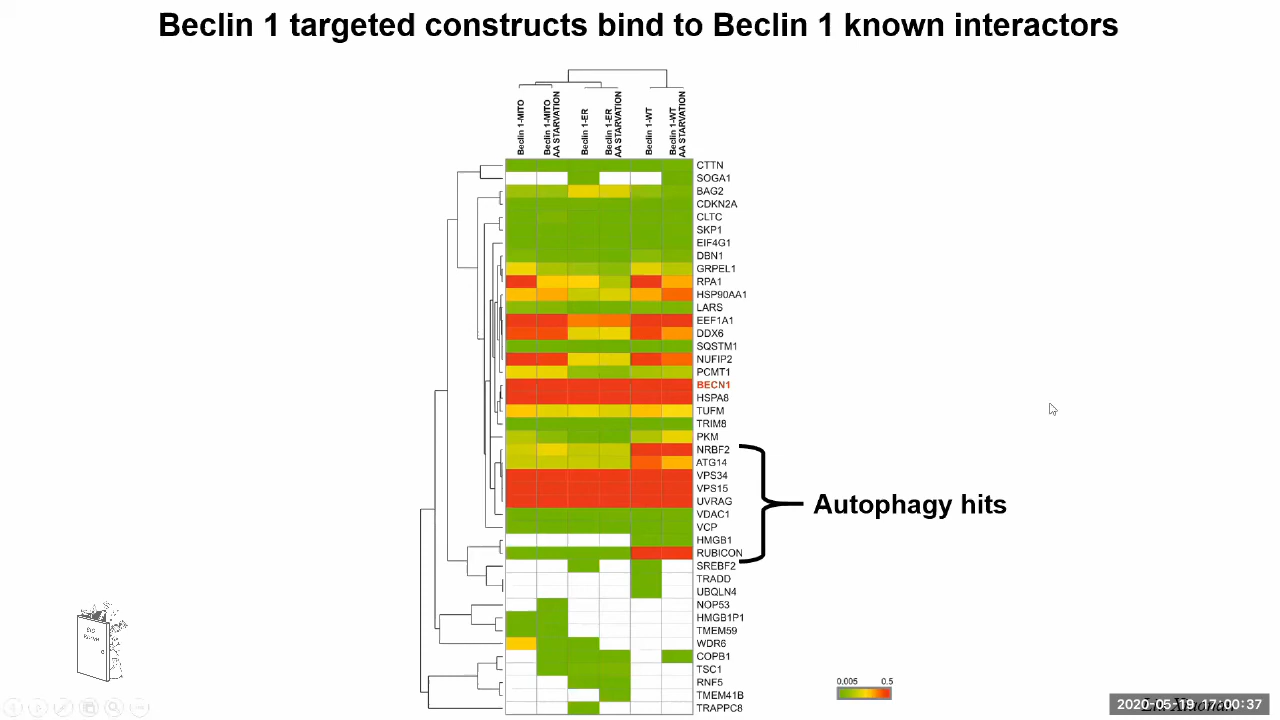 Beclin 1 targeted constructs bind to Beclin 1 known interactors
Beclin 1-MITO
Beclin 1-MITO
AA STARVATION
Beclin 1-ER
Beclin 1-ER
AA STARVATION
Beclin 1-WT
Beclin 1-WT
AA STARVATION
CTTN
SOGA1
BAG2
CDKN2A
CLTC
SKP1
EIF4G1
DBN1
GRPEL1
RPA1
HSP90AA1
LARS
EEF1A1
DDX6
SQSTM1
NUFIP2
PCMT1
BECN1
HSPA8
TUFM
TRIM8
PKM
NRBF2
ATG14
VPS34
VPS15
UVRAG
VDAC1
VCP
HMGB1
RUBICON
SREBF2
TRADD
UBQLN4
NOP53
HMGB1P1
TMEM59
WDR6
COPB1
TSC1
RNF5
TMEM41B
TRAPPC8
Autophagy hits
0.005 0.5
2020-05-19 17:00:37